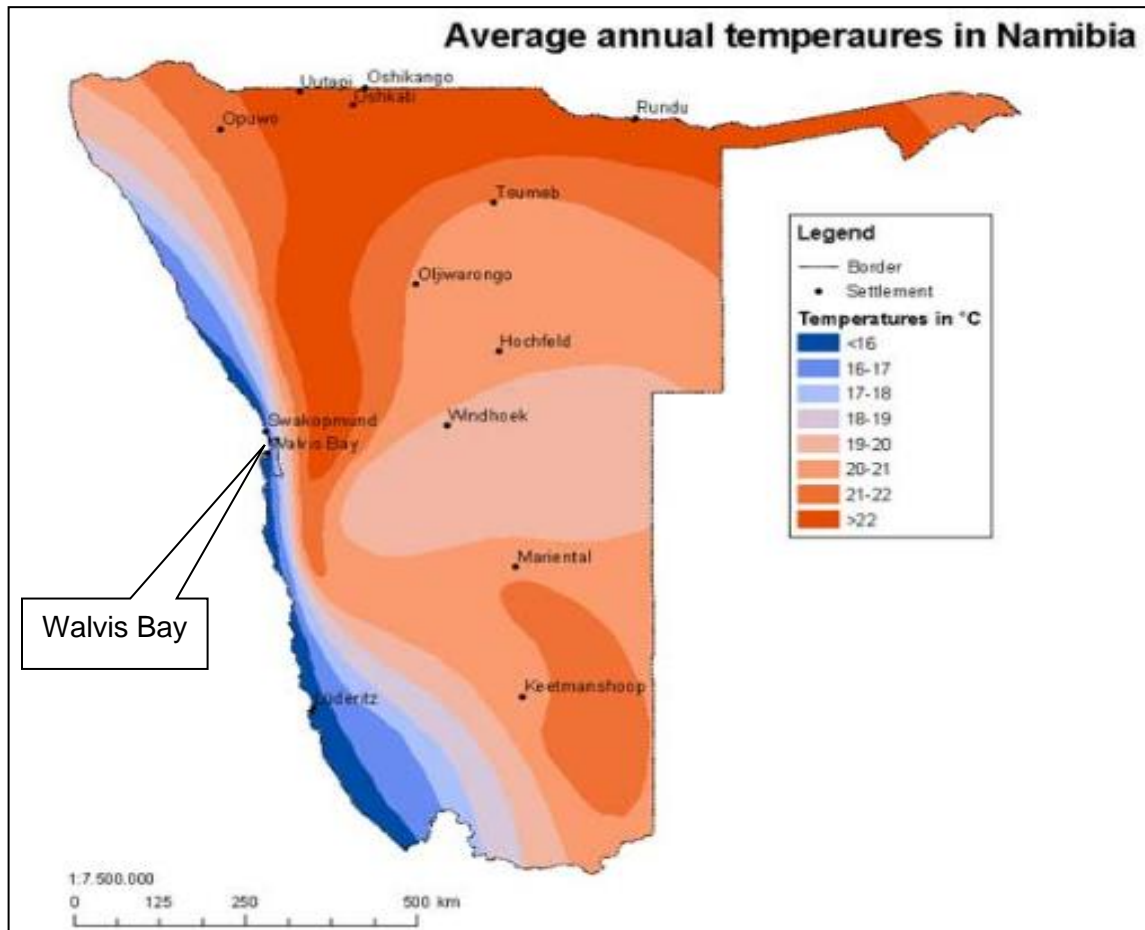 Average annual temperaures in Namibia
Uutapi
Oshikango
Oshkati
Opuwo
Rundu
Tsumeb
Otjiwarongo
Hochfeld
Windhoek
Swakopmund
Walvis Bay
Walvis Bay
Mariental
Keetmanshoop
Lüderitz
Legend
Border
Settlement
Temperatures in °C
<16
16-17
17-18
18-19
19-20
20-21
21-22
>22
1:7.500.000
0 125 250 500 km